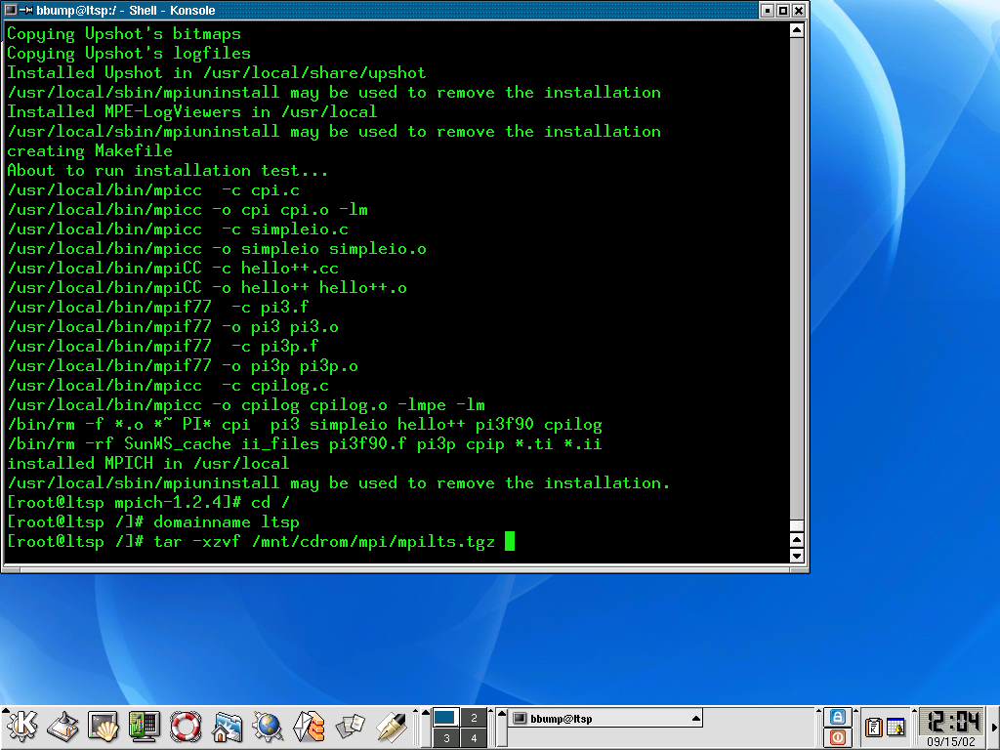 bbump@ltsp:/ - Shell - Konsole
Copying Upshot's bitmaps
Copying Upshot's logfiles
Installed Upshot in /usr/local/share/upshot
/usr/local/sbin/mpiuninstall may be used to remove the installation
Installed MPE-LogViewers in /usr/local
/usr/local/sbin/mpiuninstall may be used to remove the installation
creating Makefile
About to run installation test...
/usr/local/bin/mpicc  -c cpi.c
/usr/local/bin/mpicc -o cpi cpi.o -lm
/usr/local/bin/mpicc  -c simpleio.c
/usr/local/bin/mpicc -o simpleio simpleio.o
/usr/local/bin/mpiCC -c hello++.cc
/usr/local/bin/mpiCC -o hello++ hello++.o
/usr/local/bin/mpif77  -c pi3.f
/usr/local/bin/mpif77 -o pi3 pi3.o
/usr/local/bin/mpif77  -c pi3p.f
/usr/local/bin/mpif77 -o pi3p pi3p.o
/usr/local/bin/mpicc  -c cpilog.c
/usr/local/bin/mpicc -o cpilog cpilog.o -lmpe -lm
/bin/rm -f *.o *~ PI* cpi  pi3 simpleio hello++ pi3f90 cpilog
/bin/rm -rf SunWS_cache ii_files pi3f90.f pi3p cpip *.ti *.ii
installed MPICH in /usr/local
/usr/local/sbin/mpiuninstall may be used to remove the installation.
[root@ltsp mpich-1.2.4]# cd /
[root@ltsp /]# domainname ltsp
[root@ltsp /]# tar -xzvf /mnt/cdrom/mpi/mpilts.tgz
2
3 4
bbump@ltsp
12:04
09/15/02